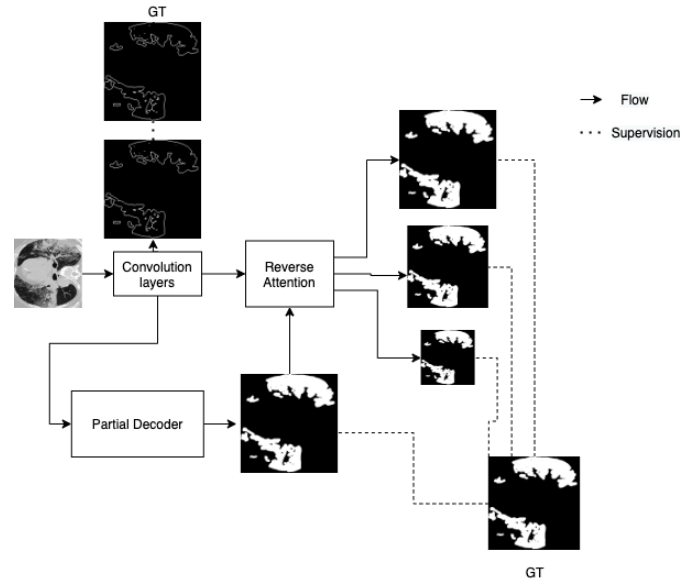 GT
Flow
Supervision
Convolution
layers
Reverse
Attention
Partial Decoder
GT